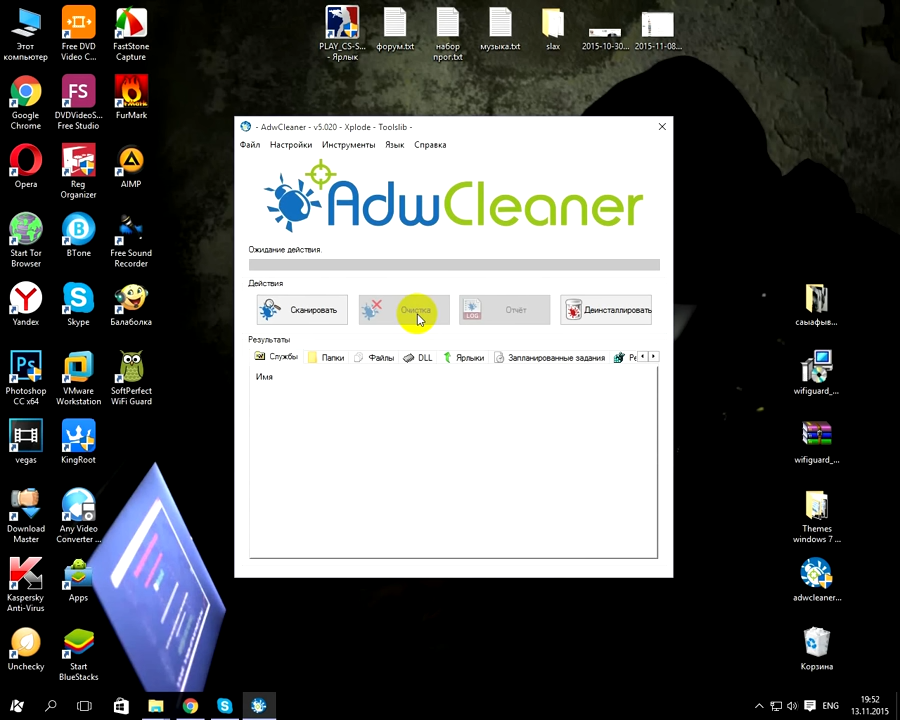 Этот
компьютер
Free DVD
Video C...
FastStone
Capture
PLAY_CS-S...
- Ярлык
форум.txt
набор
прог.txt
музыка.txt
slax
2015-10-30...
2015-11-08...
Google
Chrome
FS
DVDVideoS...
Free Studio
FurMark
Opera
Reg
Organizer
AIMP
Start Tor
Browser
BTone
Free Sound
Recorder
Yandex
Skype
Балаболка
Ps
Photoshop
CC x64
VMware
Workstation
SoftPerfect
WiFi Guard
vegas
KingRoot
Download
Master
Any Video
Converter ...
Kaspersky
Anti-Virus
Apps
Unchecky
Start
BlueStacks
- AdwCleaner - v5.020 - Xplode - Toolslib -
Файл Настройки Инструменты Язык Справка
AdwCleaner
Ожидание действия.
Действия
Сканировать
Очистка
LOG
Отчёт
Деинсталлировать
Результаты
Службы Папки Файлы DLL Ярлыки Запланированные задания Ре
Имя
саыафыв...
wifiguard_...
wifiguard_...
Themes
windows 7 ...
adwcleaner...
Корзина
ENG
19:52
13.11.2015